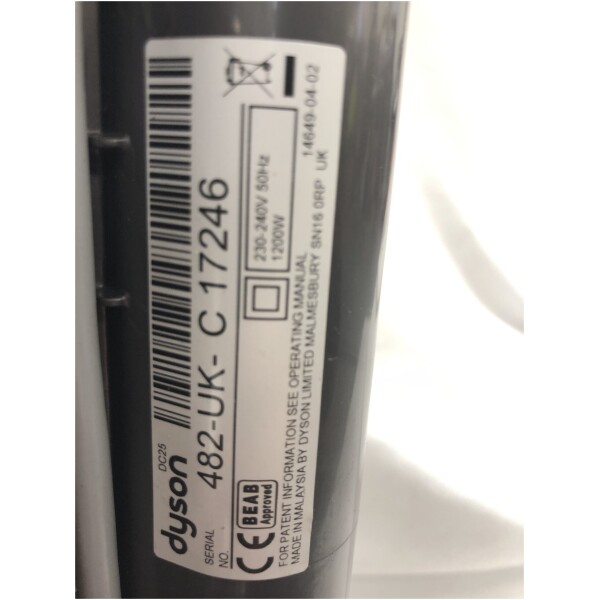 DC25
dyson
SERIAL NO.
482-UK- C 17246
CE
BEAB
Approved
230-240V 50Hz
1200W
FOR PATENT INFORMATION SEE OPERATING MANUAL
MADE IN MALAYSIA BY DYSON LIMITED MALMESBURY SN16 0RP UK
14649-04-02